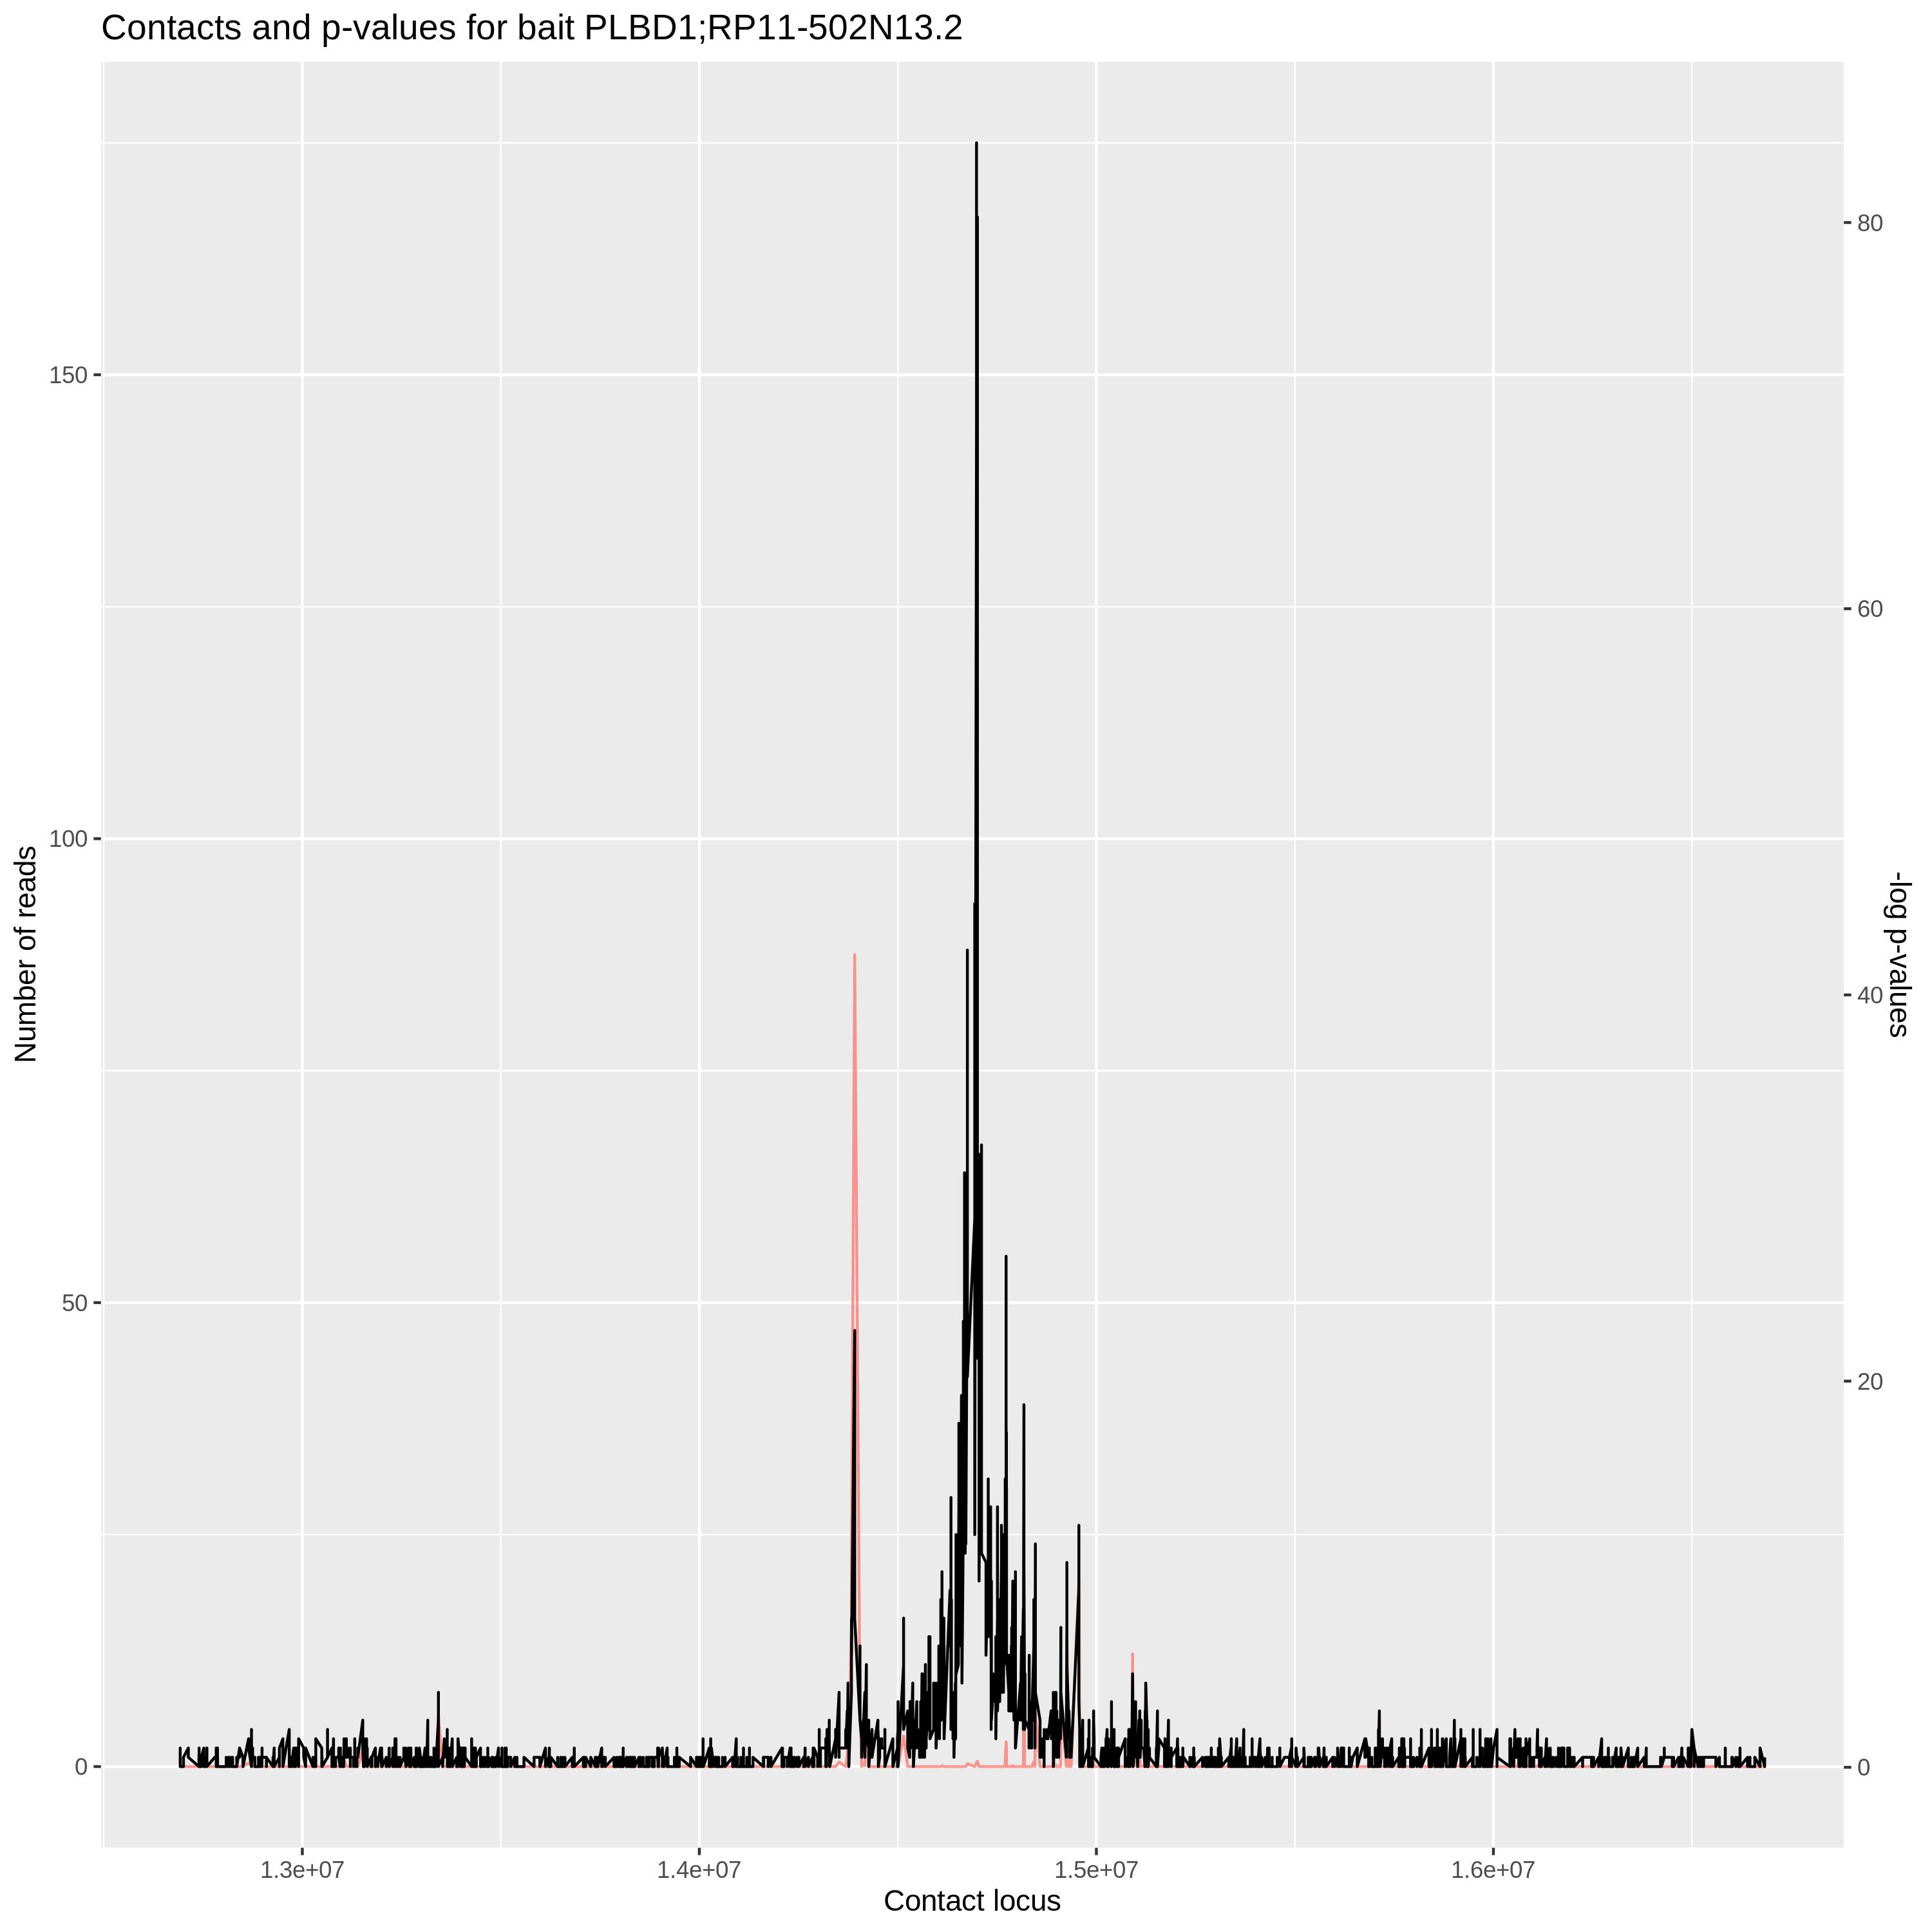 Contacts and p-values for bait PLBD1;RP11-502N13.2
Number of reads
150
100
50
0
80
60
40
20
0
-log p-values
1.3e+07
1.4e+07
1.5e+07
1.6e+07
Contact locus